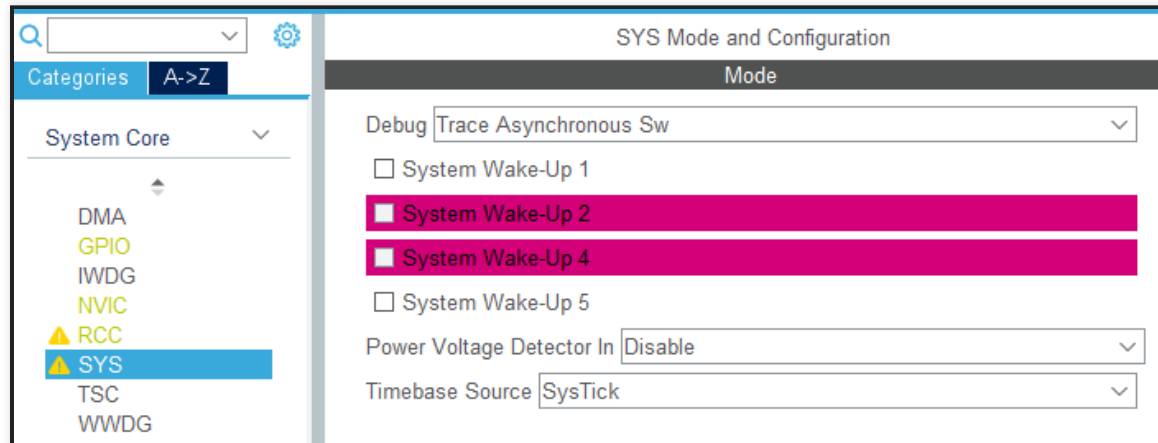 Categories
A->Z
System Core
DMA
GPIO
IWDG
NVIC
RCC
SYS
TSC
WWDG
SYS Mode and Configuration
Mode
Debug Trace Asynchronous Sw
System Wake-Up 1
System Wake-Up 2
System Wake-Up 4
System Wake-Up 5
Power Voltage Detector In Disable
Timebase Source SysTick